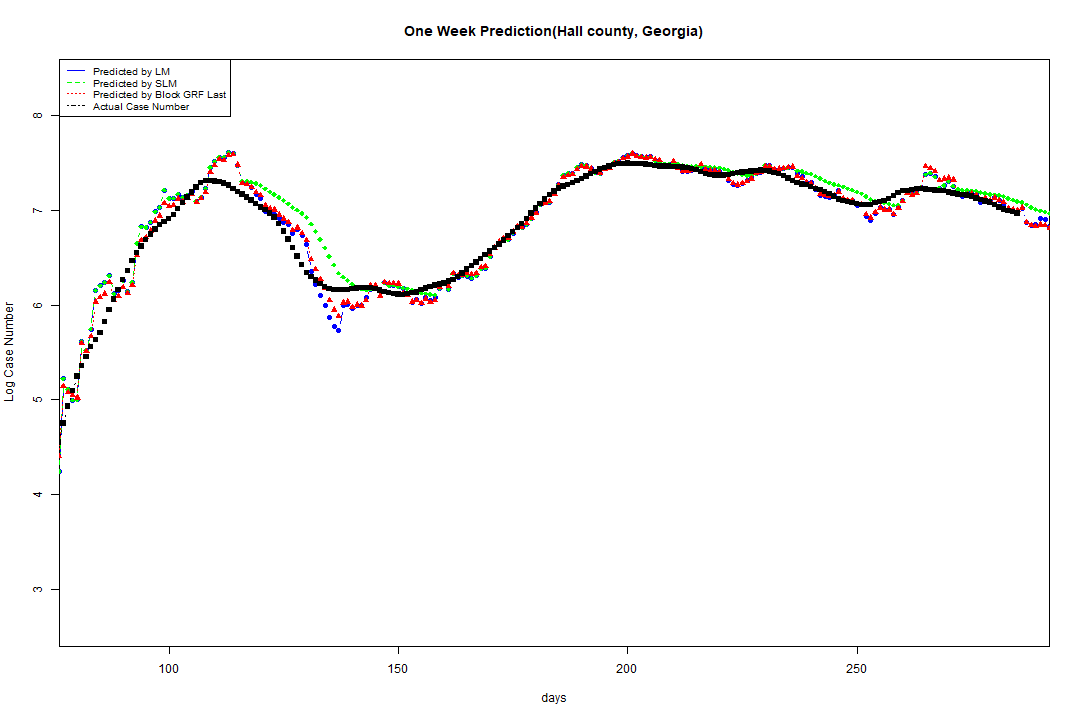 One Week Prediction(Hall county, Georgia)
Predicted by LM
Predicted by SLM
Predicted by Block GRF Last
Actual Case Number
8
7
6
5
4
3
Log Case Number
100 150 200 250
days